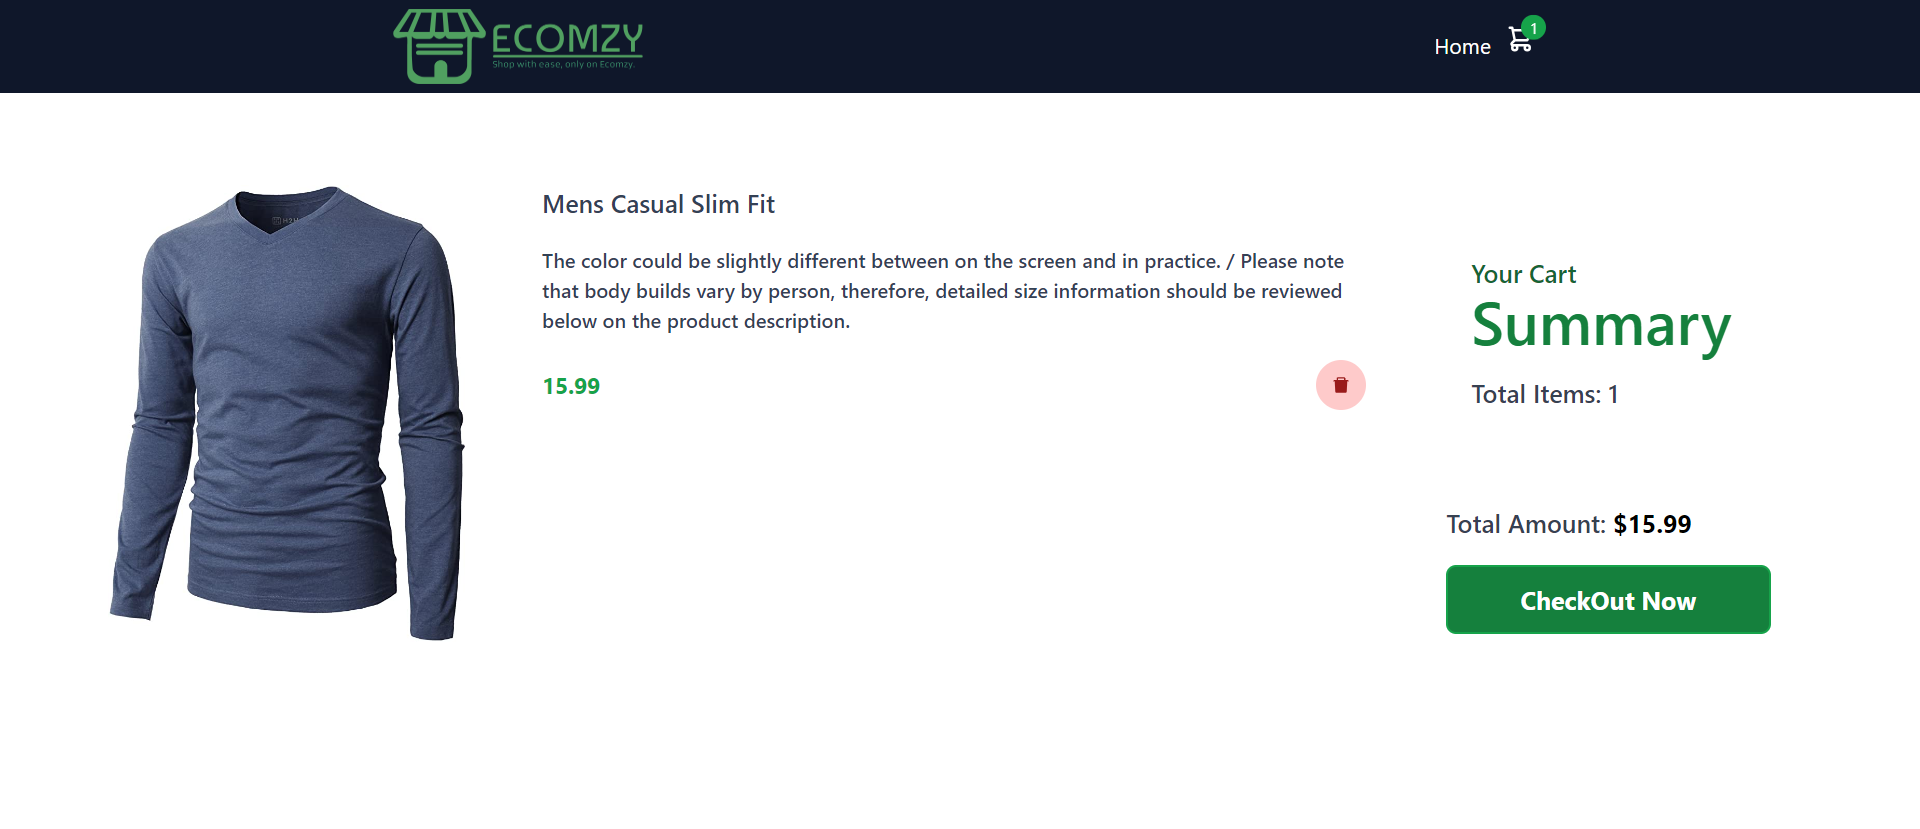 ECOMZY
Shop with ease, only on Ecomzy.
Home
1
Mens Casual Slim Fit
The color could be slightly different between on the screen and in practice. / Please note
that body builds vary by person, therefore, detailed size information should be reviewed
below on the product description.
15.99
Your Cart
Summary
Total Items: 1
Total Amount: $15.99
CheckOut Now